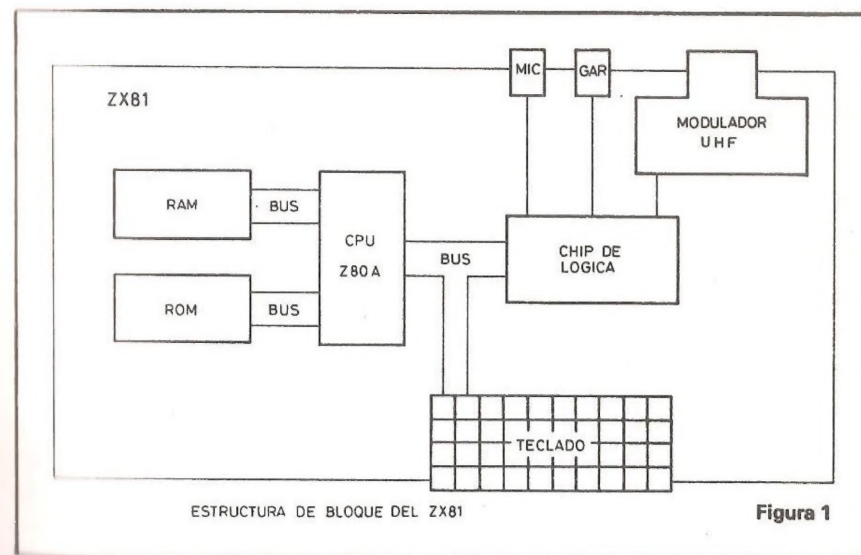 MIC
GAR
ZX81
MODULADOR
UHF
RAM
BUS
CPU
Z80A
BUS
CHIP DE
LOGICA
ROM
BUS
TECLADO
ESTRUCTURA DE BLOQUE DEL ZX81
Figura 1